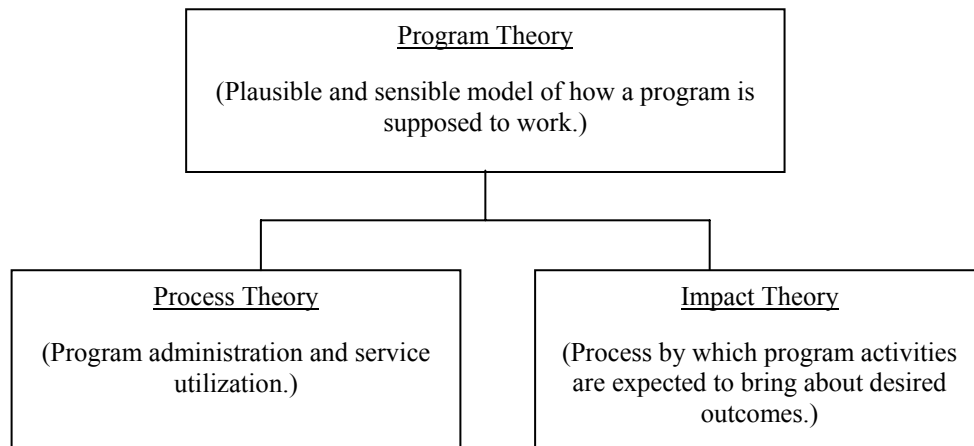 Program Theory
(Plausible and sensible model of how a program is
supposed to work.)
Process Theory
(Program administration and service
utilization.)
Impact Theory
(Process by which program activities
are expected to bring about desired
outcomes.)